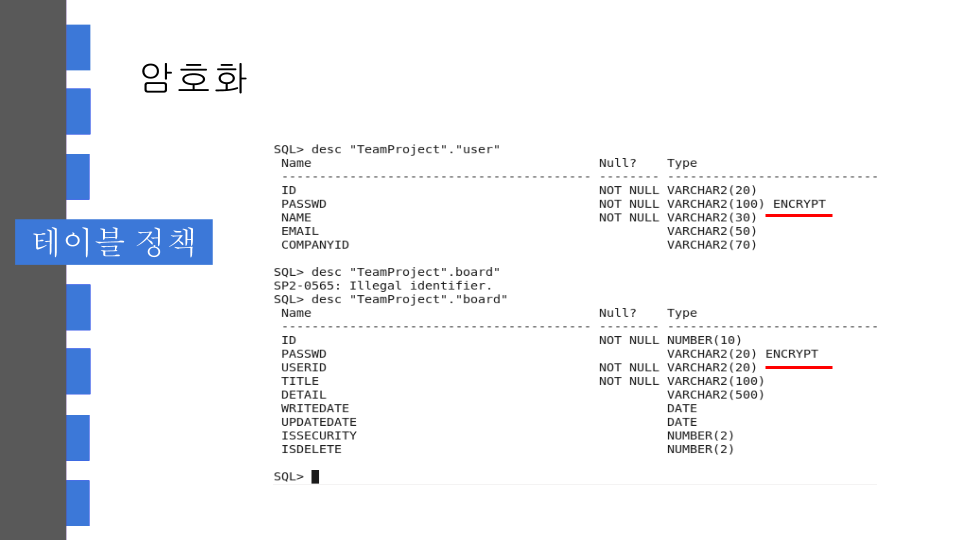 암호화
테이블 정책
SQL> desc "TeamProject"."user"
Name Null? Type
----------------------------------------- -------- ----------------------------
ID NOT NULL VARCHAR2(20)
PASSWD NOT NULL VARCHAR2(100) ENCRYPT
NAME NOT NULL VARCHAR2(30)
EMAIL VARCHAR2(50)
COMPANYID VARCHAR2(70)
SQL> desc "TeamProject".board"
SP2-0565: Illegal identifier.
SQL> desc "TeamProject"."board"
Name Null? Type
----------------------------------------- -------- ----------------------------
ID NOT NULL NUMBER(10)
PASSWD VARCHAR2(20) ENCRYPT
USERID NOT NULL VARCHAR2(20)
TITLE NOT NULL VARCHAR2(100)
DETAIL VARCHAR2(500)
WRITEDATE DATE
UPDATEDATE DATE
ISSECURITY NUMBER(2)
ISDELETE NUMBER(2)
SQL>